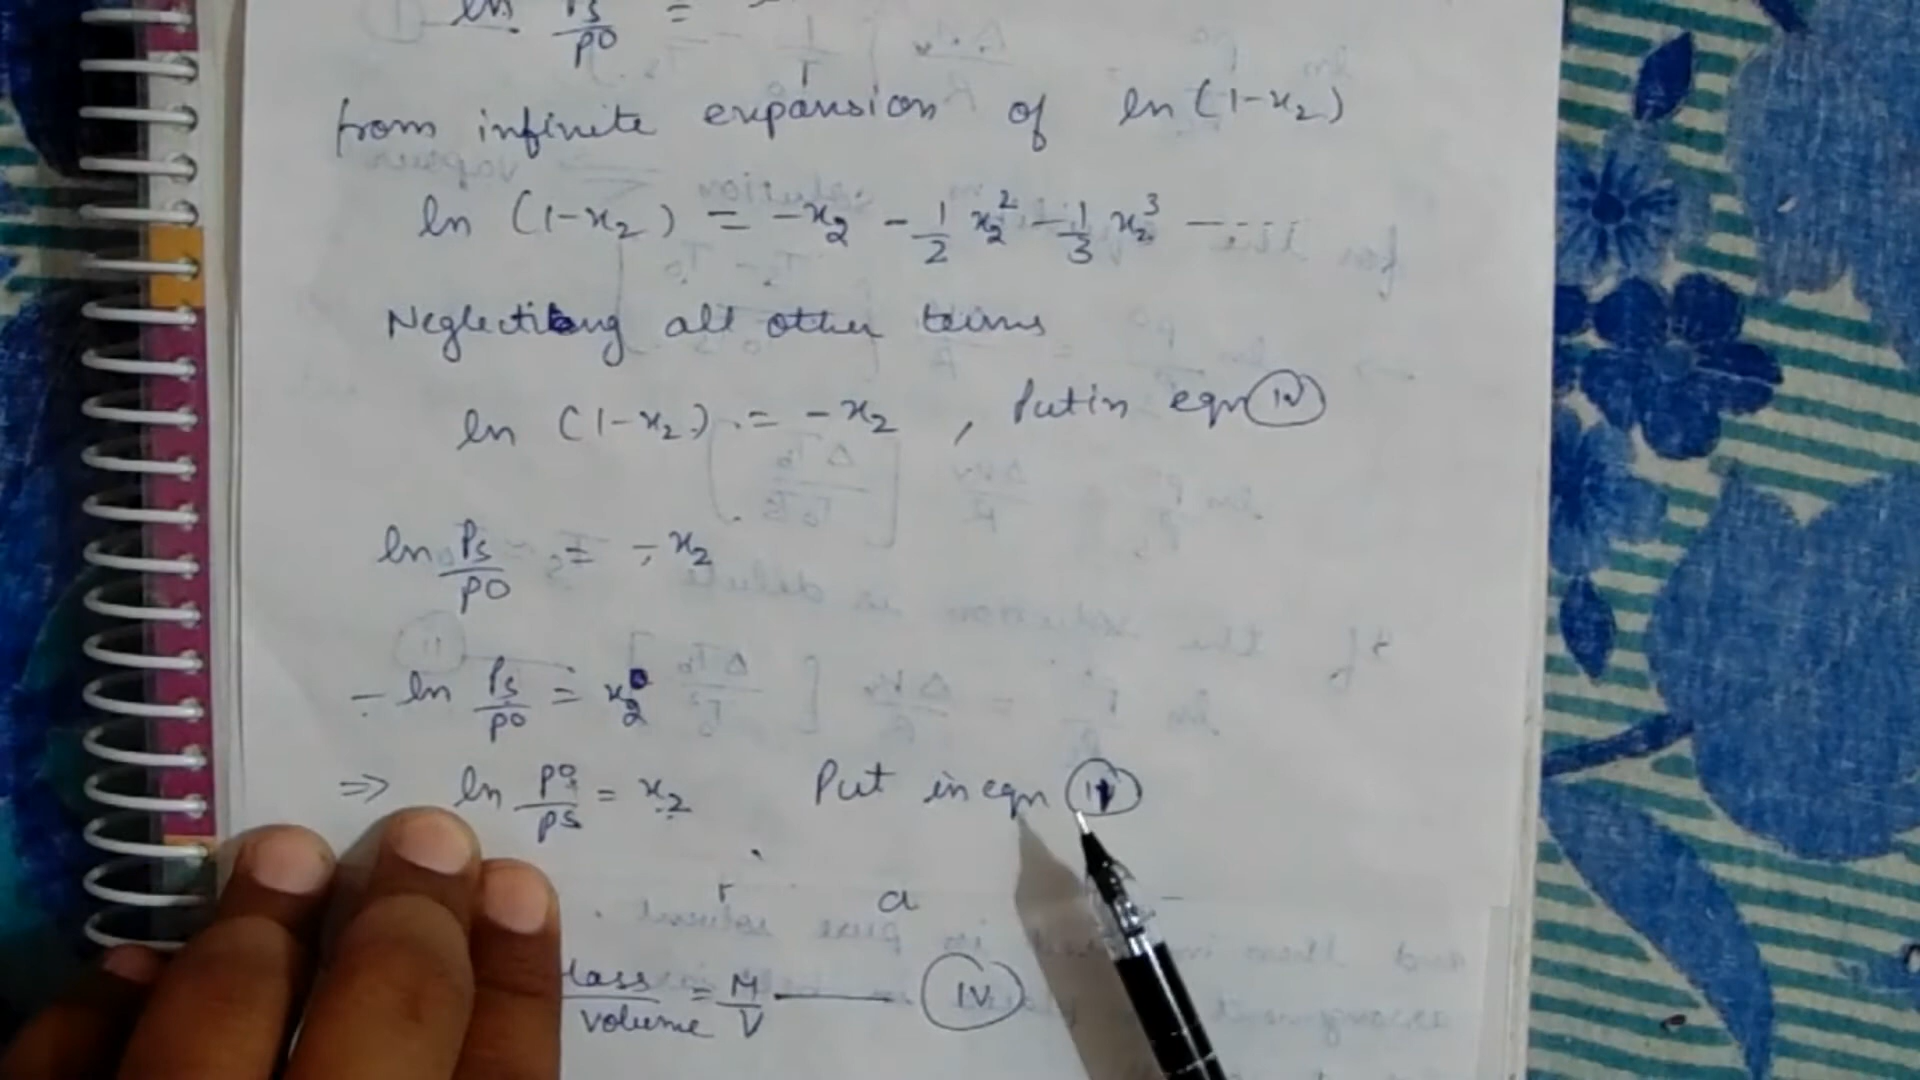 ln Ps/P0 =
from infinite expansion of ln (1-x₂)
ln (1-x₂) = -x₂ - 1/2 x₂² - 1/3 x₂³ ----
Neglecting all other terms
ln (1-x₂) = -x₂ , Put in eqn (IV)
ln Ps/P0 = -x₂
- ln Ps/P0 = x₂
⇒ ln P0/Ps = x₂ Put in eqn
r a
lass/volume = M/V —— (IV)